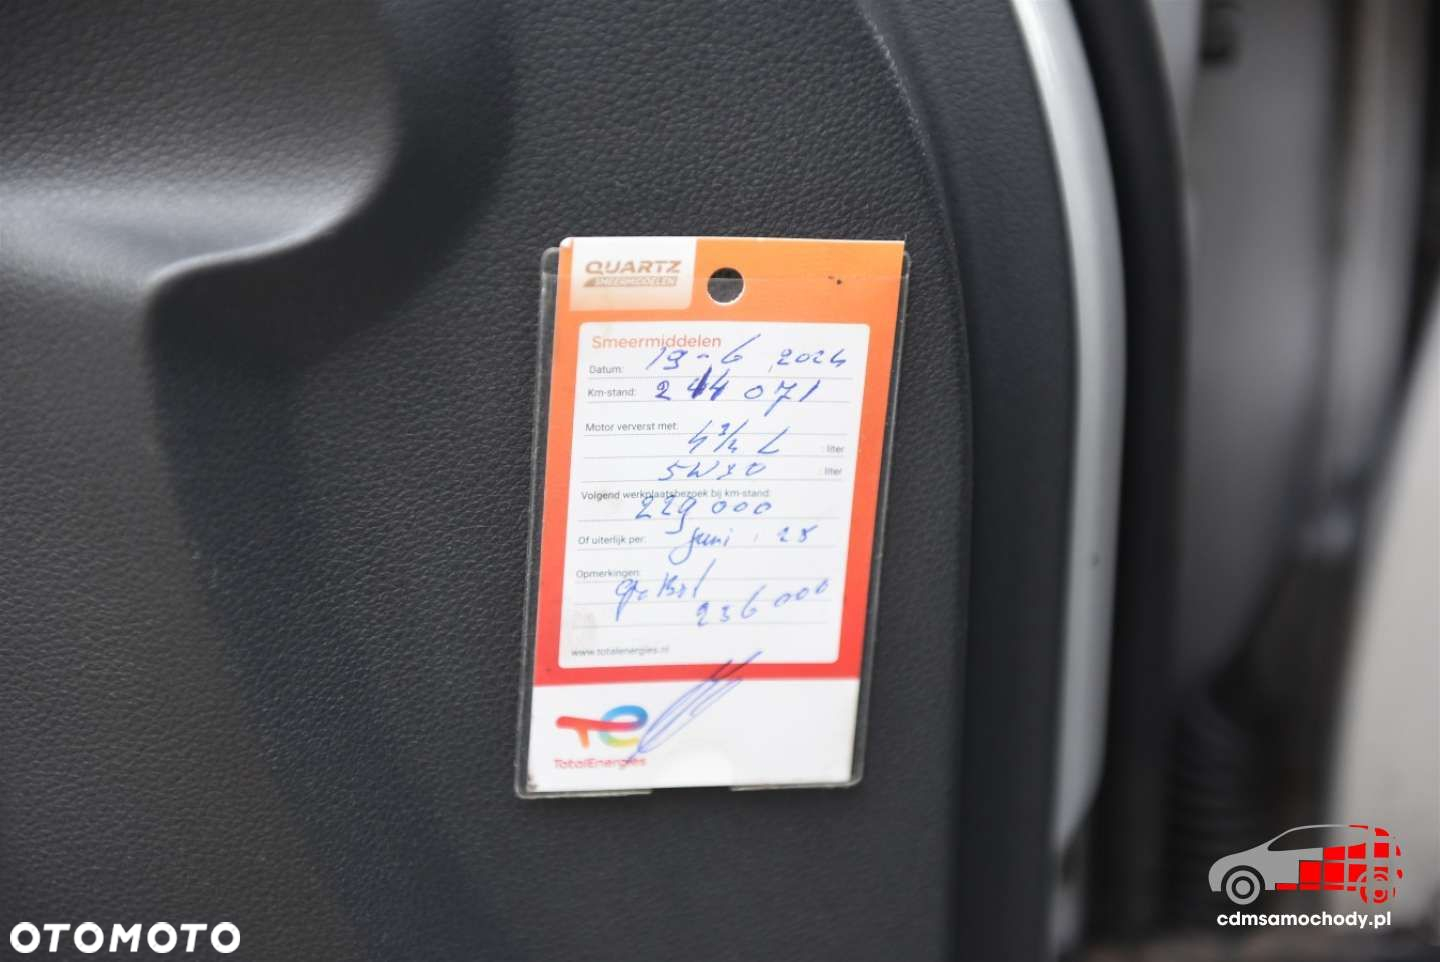 QUARTZ
SMEERMIDDELEN
Smeermiddelen
Datum: 19-6 2024
Km-stand: 214 071
Motor ververst met:
4 3/4 L : liter
5W30 : liter
Volgend werkplaatsbezoek bij km-stand:
229 000
Of uiterlijk per: Juni 25
Opmerkingen:
236000
www.totalenergies.nl
TotalEnergies
OTOMOTO
cdmsamochody.pl